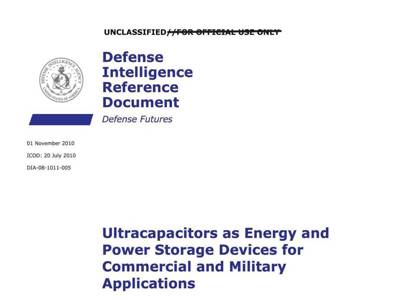 UNCLASSIFIED//FOR OFFICIAL USE ONLY
Defense
Intelligence
Reference
Document
Defense Futures
01 November 2010
ICOD: 20 July 2010
DIA-08-1011-005
Ultracapacitors as Energy and
Power Storage Devices for
Commercial and Military
Applications